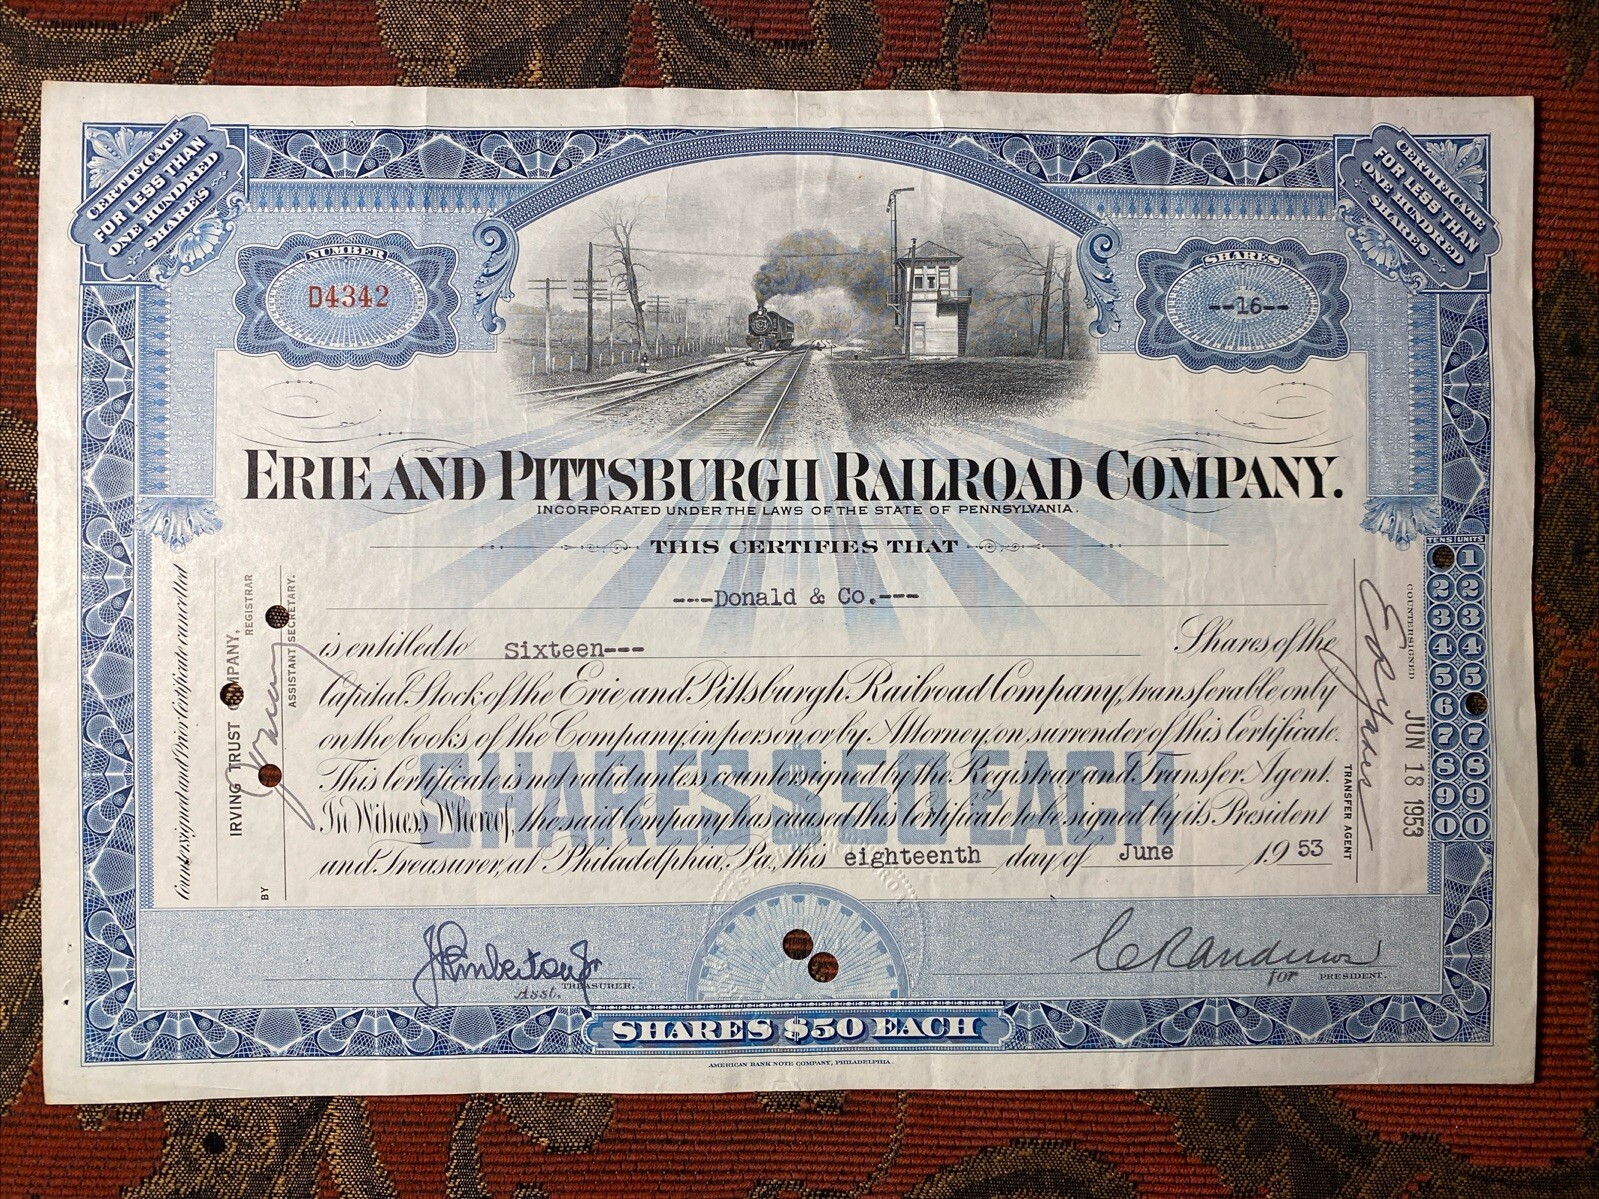 CERTIFICATE
FOR LESS THAN
ONE HUNDRED
SHARES
CERTIFICATE
FOR LESS THAN
ONE HUNDRED
SHARES
NUMBER
D4342
SHARES
--16--
ERIE AND PITTSBURGH RAILROAD COMPANY.
INCORPORATED UNDER THE LAWS OF THE STATE OF PENNSYLVANIA.
THIS CERTIFIES THAT
---Donald & Co.---
is entitled to Sixteen--- Shares of the
Capital Stock of the Erie and Pittsburgh Railroad Company, transferable only
on the books of the Company, in person or by Attorney, on surrender of this Certificate.
This Certificate is not valid unless countersigned by the Registrar and Transfer Agent.
In Witness Whereof, the said Company has caused this Certificate to be signed by its President
and Treasurer, at Philadelphia, Pa., this eighteenth day of June 1953
SHARES $50 EACH
Countersigned and Prior Certificate cancelled
IRVING TRUST COMPANY,
REGISTRAR
BY
ASSISTANT SECRETARY.
COUNTERSIGNED
JUN 18 1953
TRANSFER AGENT
TENS UNITS
1
2 2
3 3
4 4
5 5
6
7 7
8 8
9 9
0 0
J Pemberton Jr
Asst. TREASURER.
C R Andrews
for PRESIDENT.
SHARES $50 EACH
AMERICAN BANK NOTE COMPANY, PHILADELPHIA.